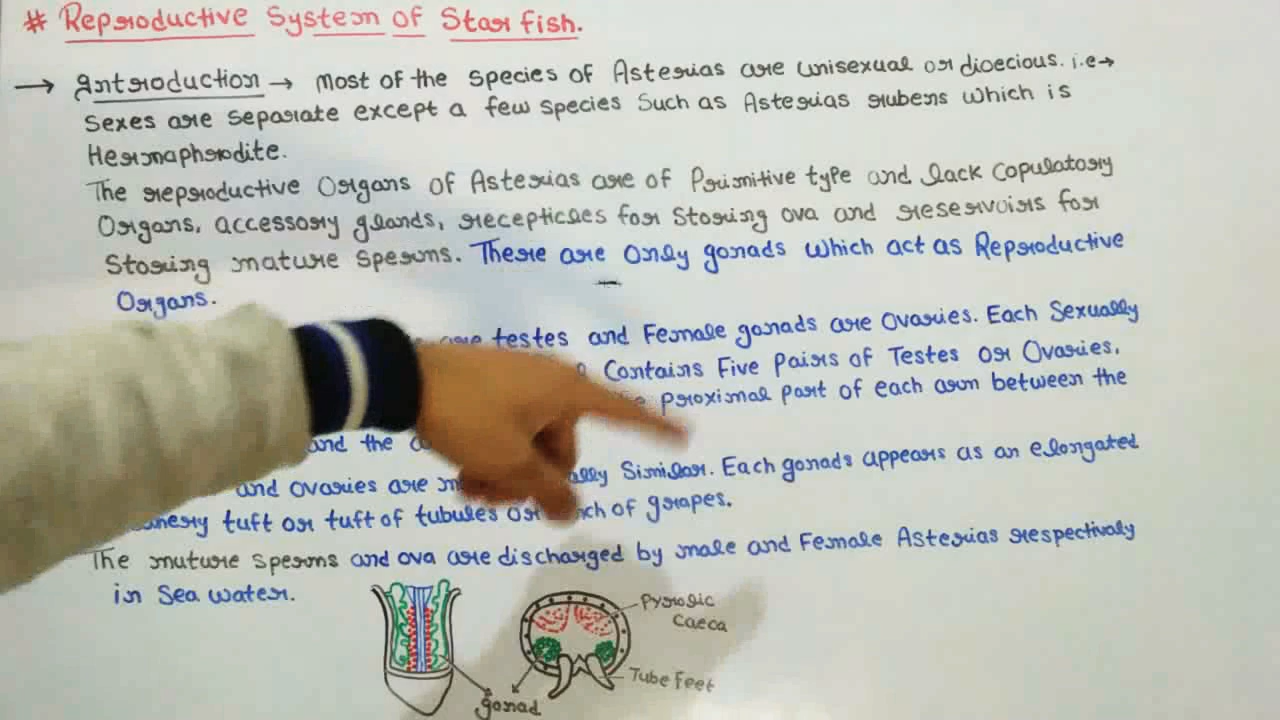 # Reproductive System of Star fish.
→ Introduction → Most of the species of Asterias are unisexual or dioecious. i.e →
Sexes are separate except a few species Such as Asterias rubens which is
Hermaphrodite.
The reproductive Organs of Asterias are of Primitive type and lack copulatory
Organs, accessory glands, recepticles for storing ova and reservoirs for
Storing mature sperms. There are only gonads which act as Reproductive
Organs.
are testes and Female gonads are Ovaries. Each Sexually
Contains Five Pairs of Testes or Ovaries.
proximal part of each arm between the
and the
and ovaries are Similar. Each gonads appears as an elongated
tuft or tuft of tubules or of grapes.
The mature sperms and ova are discharged by male and Female Asterias respectivaly
in Sea water.
Pyrolic
Caeca
Tube Feet
gonad